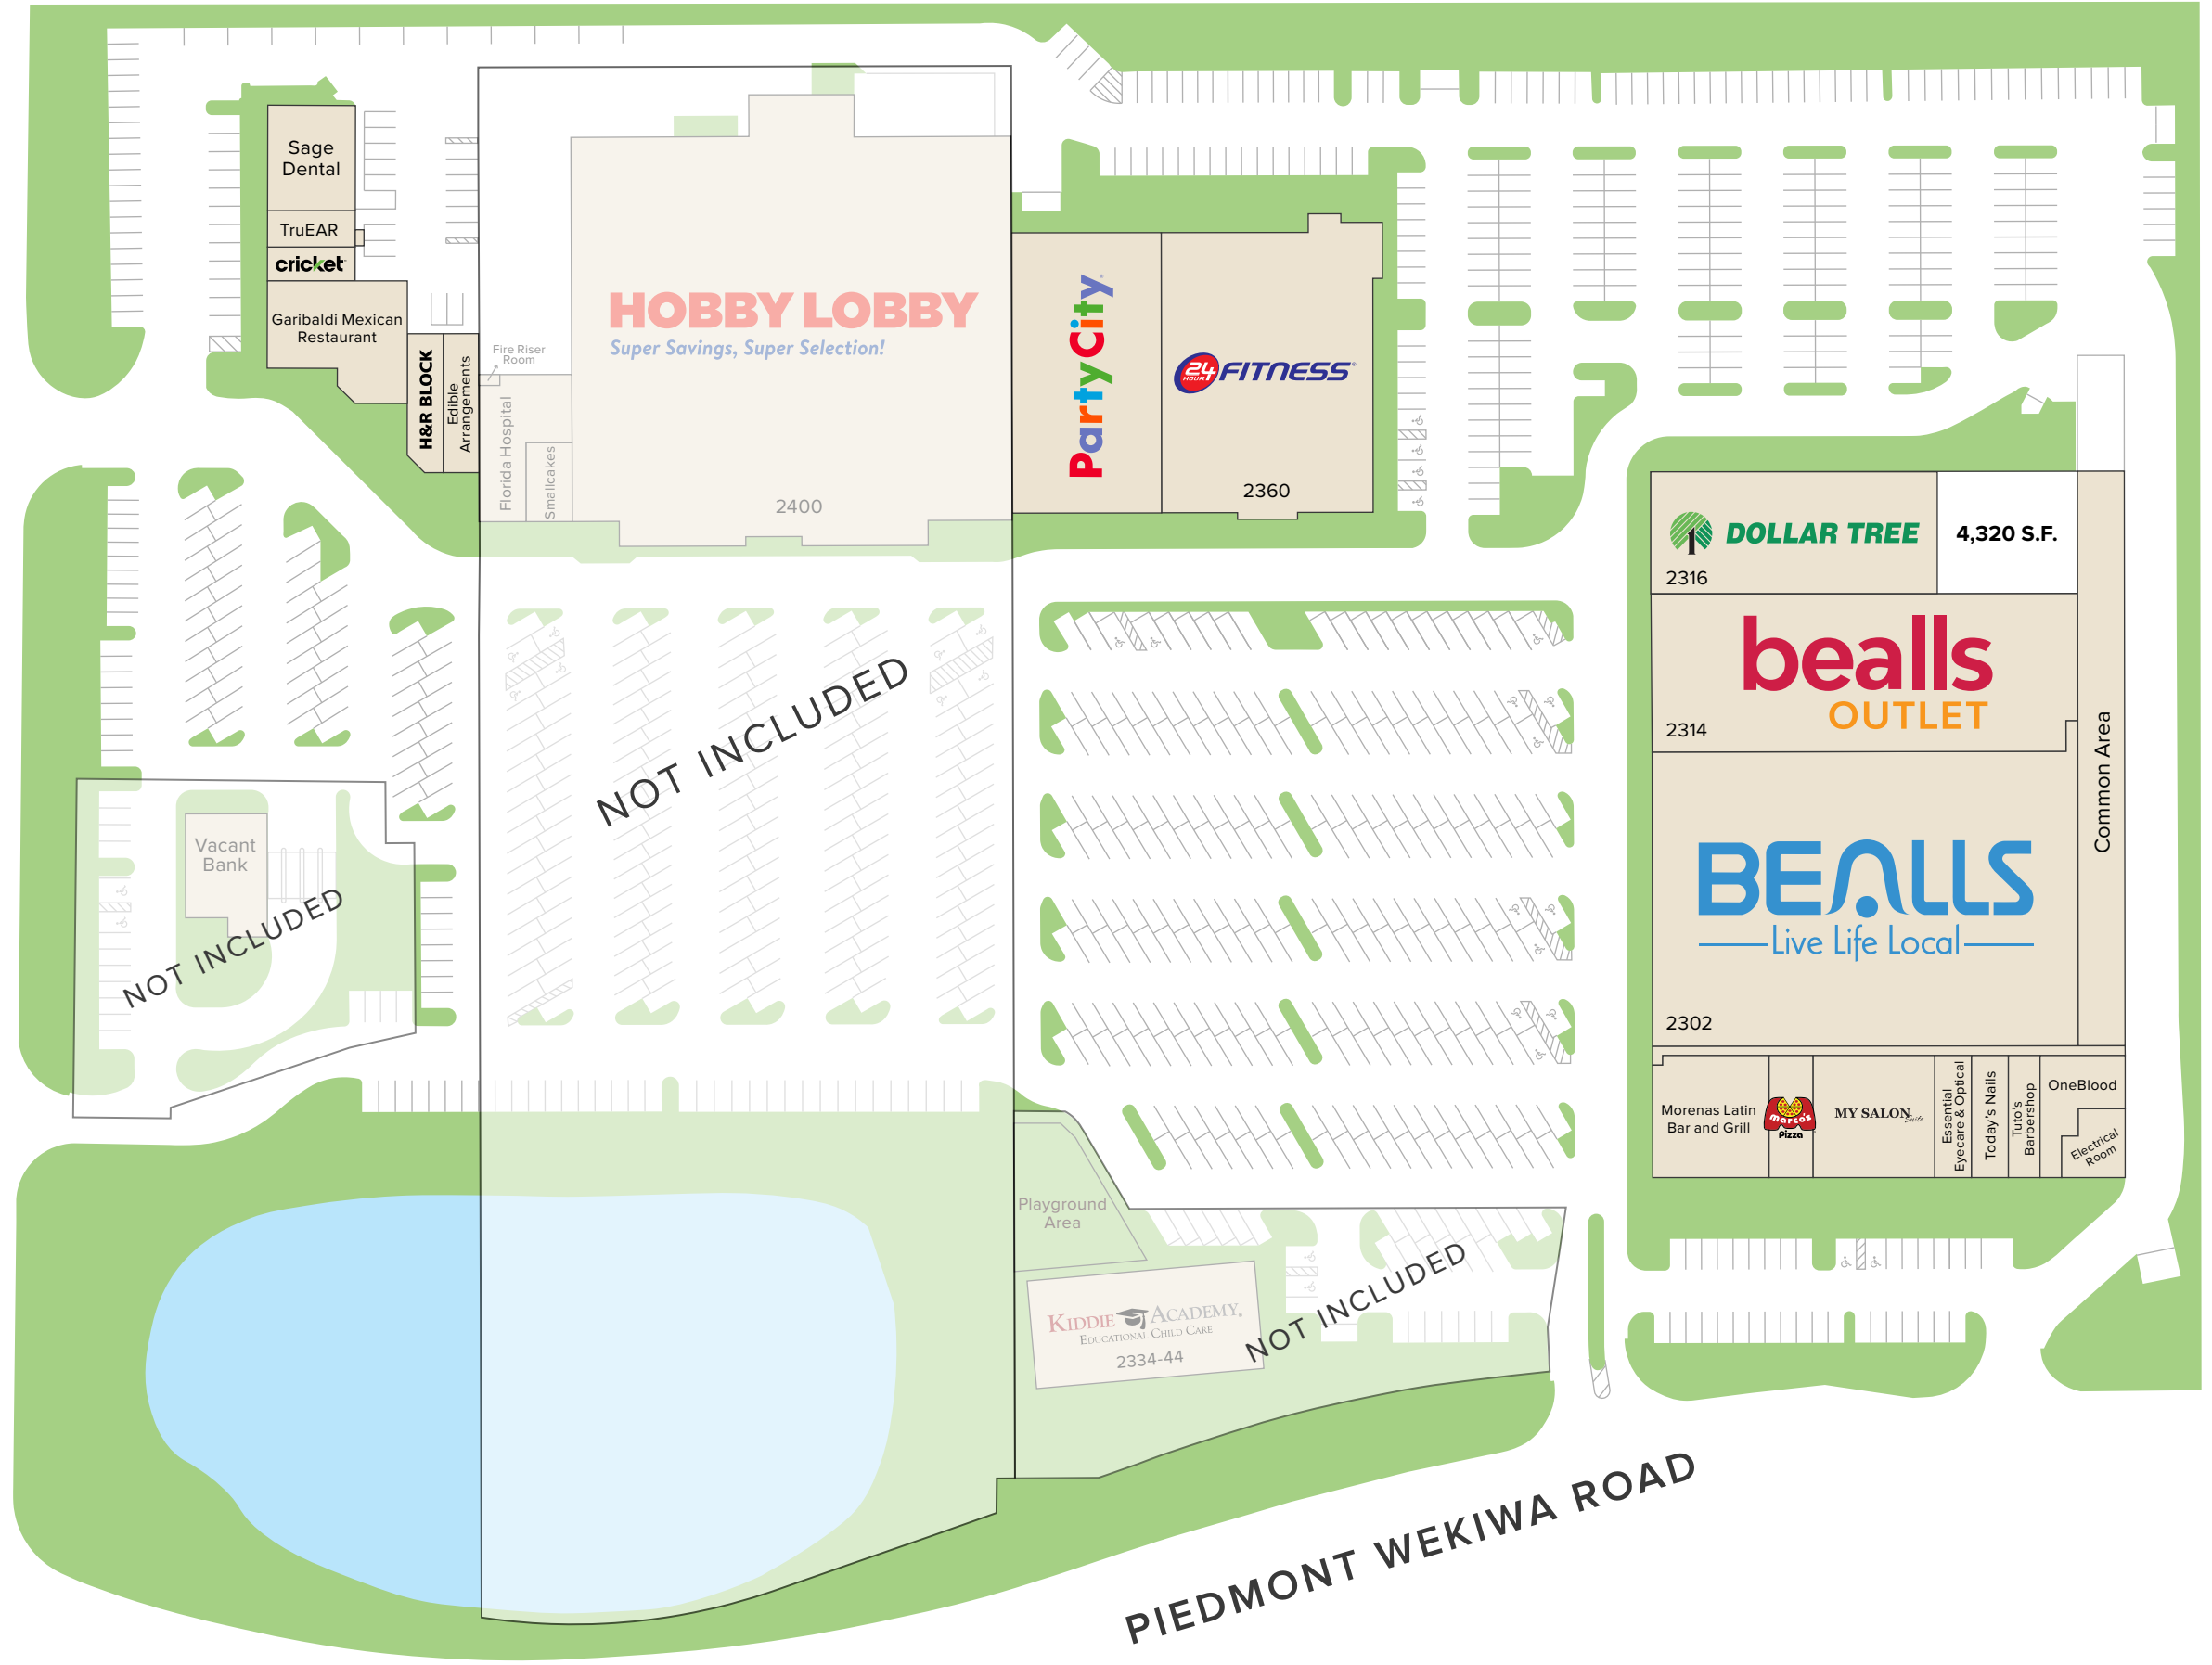 Sage
Dental
TruEAR
cricket
Garibaldi Mexican
Restaurant
H&R BLOCK
Edible
Arrangements
Fire Riser
Room
Florida Hospital
Smallcakes
HOBBY LOBBY
Super Savings, Super Selection!
2400
Party City
24
HOUR
FITNESS
2360
DOLLAR TREE
2316
4,320 S.F.
bealls
OUTLET
2314
Common Area
BEALLS
Live Life Local
2302
Morenas Latin
Bar and Grill
marco's
Pizza
MY SALON
Suite
Essential
Eyecare & Optical
Today's Nails
Tuto's
Barbershop
OneBlood
Electrical
Room
NOT INCLUDED
Vacant
Bank
NOT INCLUDED
Playground
Area
KIDDIE ACADEMY
EDUCATIONAL CHILD CARE
2334-44
NOT INCLUDED
PIEDMONT WEKIWA ROAD